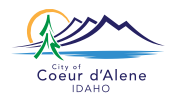 City of
Coeur d'Alene
IDAHO